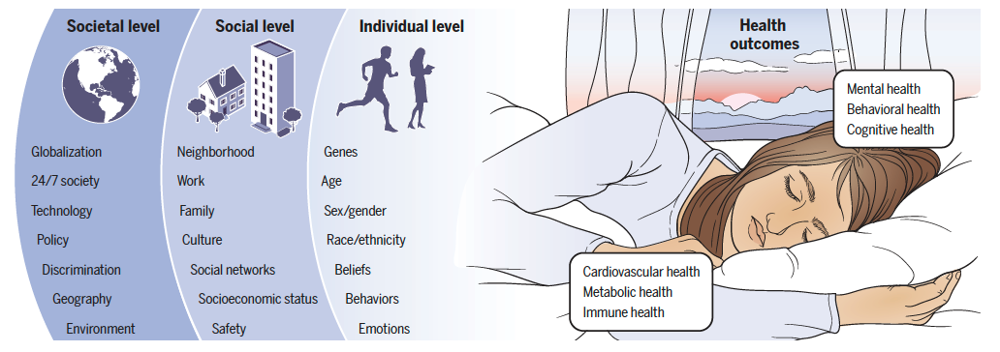 Societal level
Globalization
24/7 society
Technology
Policy
Discrimination
Geography
Environment
Social level
Neighborhood
Work
Family
Culture
Social networks
Socioeconomic status
Safety
Individual level
Genes
Age
Sex/gender
Race/ethnicity
Beliefs
Behaviors
Emotions
Health
outcomes
Mental health
Behavioral health
Cognitive health
Cardiovascular health
Metabolic health
Immune health